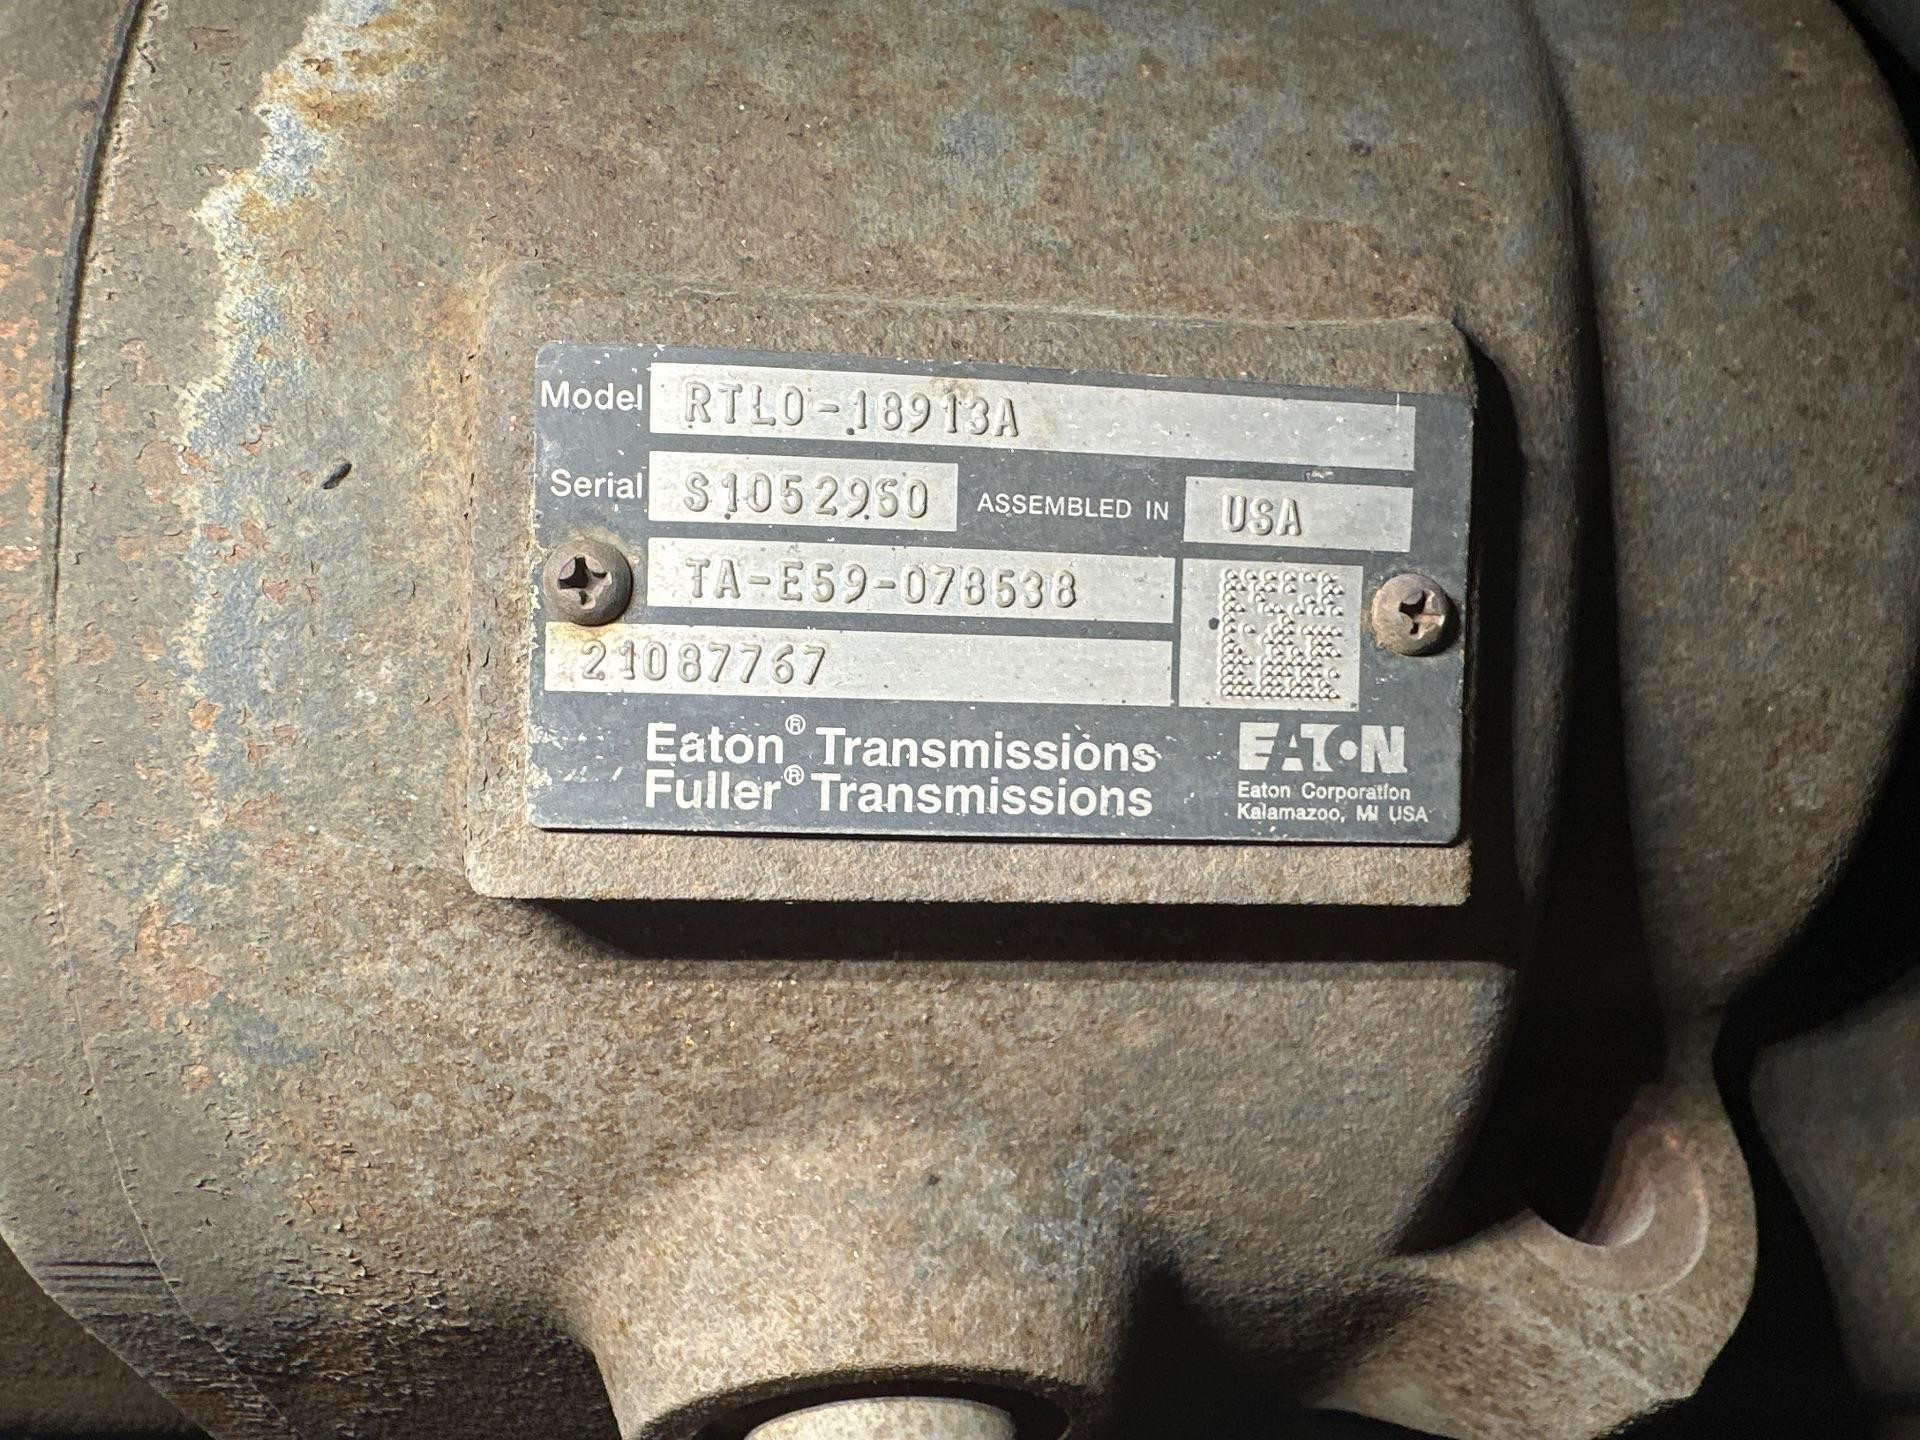 Model RTLO-18913A
Serial S1052950 ASSEMBLED IN USA
TA-E59-078538
21087767
Eaton® Transmissions
Fuller® Transmissions
EATON
Eaton Corporation
Kalamazoo, MI USA